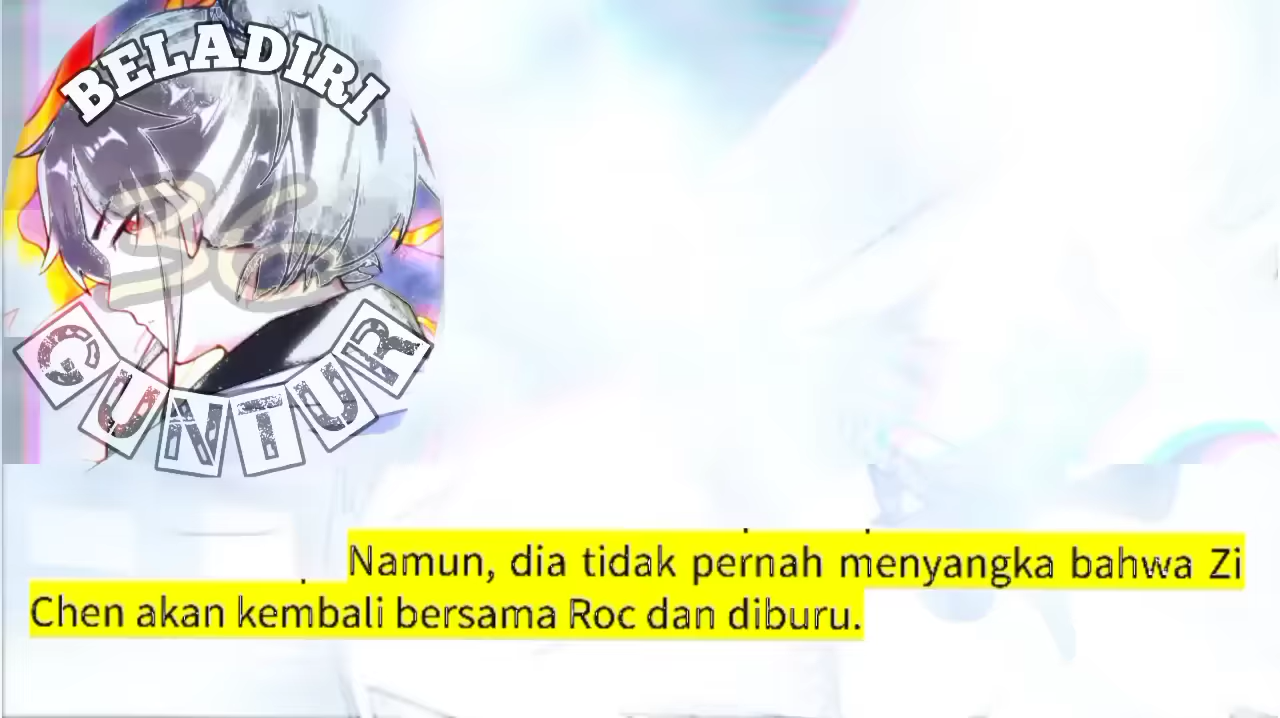 BELADIRI
GUNTUR
Namun, dia tidak pernah menyangka bahwa Zi
Chen akan kembali bersama Roc dan diburu.